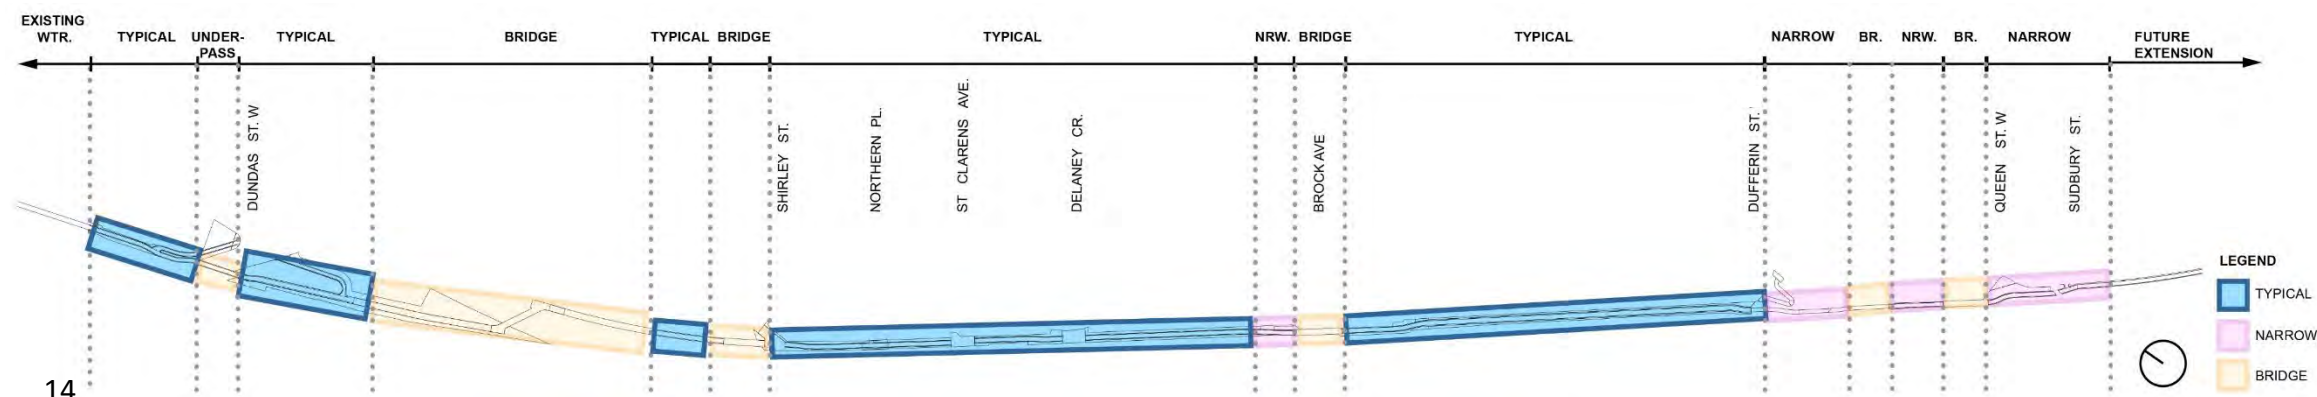 EXISTING
WTR.
TYPICAL
UNDER-
PASS
TYPICAL
BRIDGE
TYPICAL
BRIDGE
TYPICAL
NRW.
BRIDGE
TYPICAL
NARROW
BR.
NRW.
BR.
NARROW
FUTURE
EXTENSION
DUNDAS ST. W
SHIRLEY ST.
NORTHERN PL.
ST CLARENS AVE.
DELANEY CR.
BROCK AVE
DUFFERIN ST.
QUEEN ST. W
SUDBURY ST.
LEGEND
TYPICAL
NARROW
BRIDGE
14